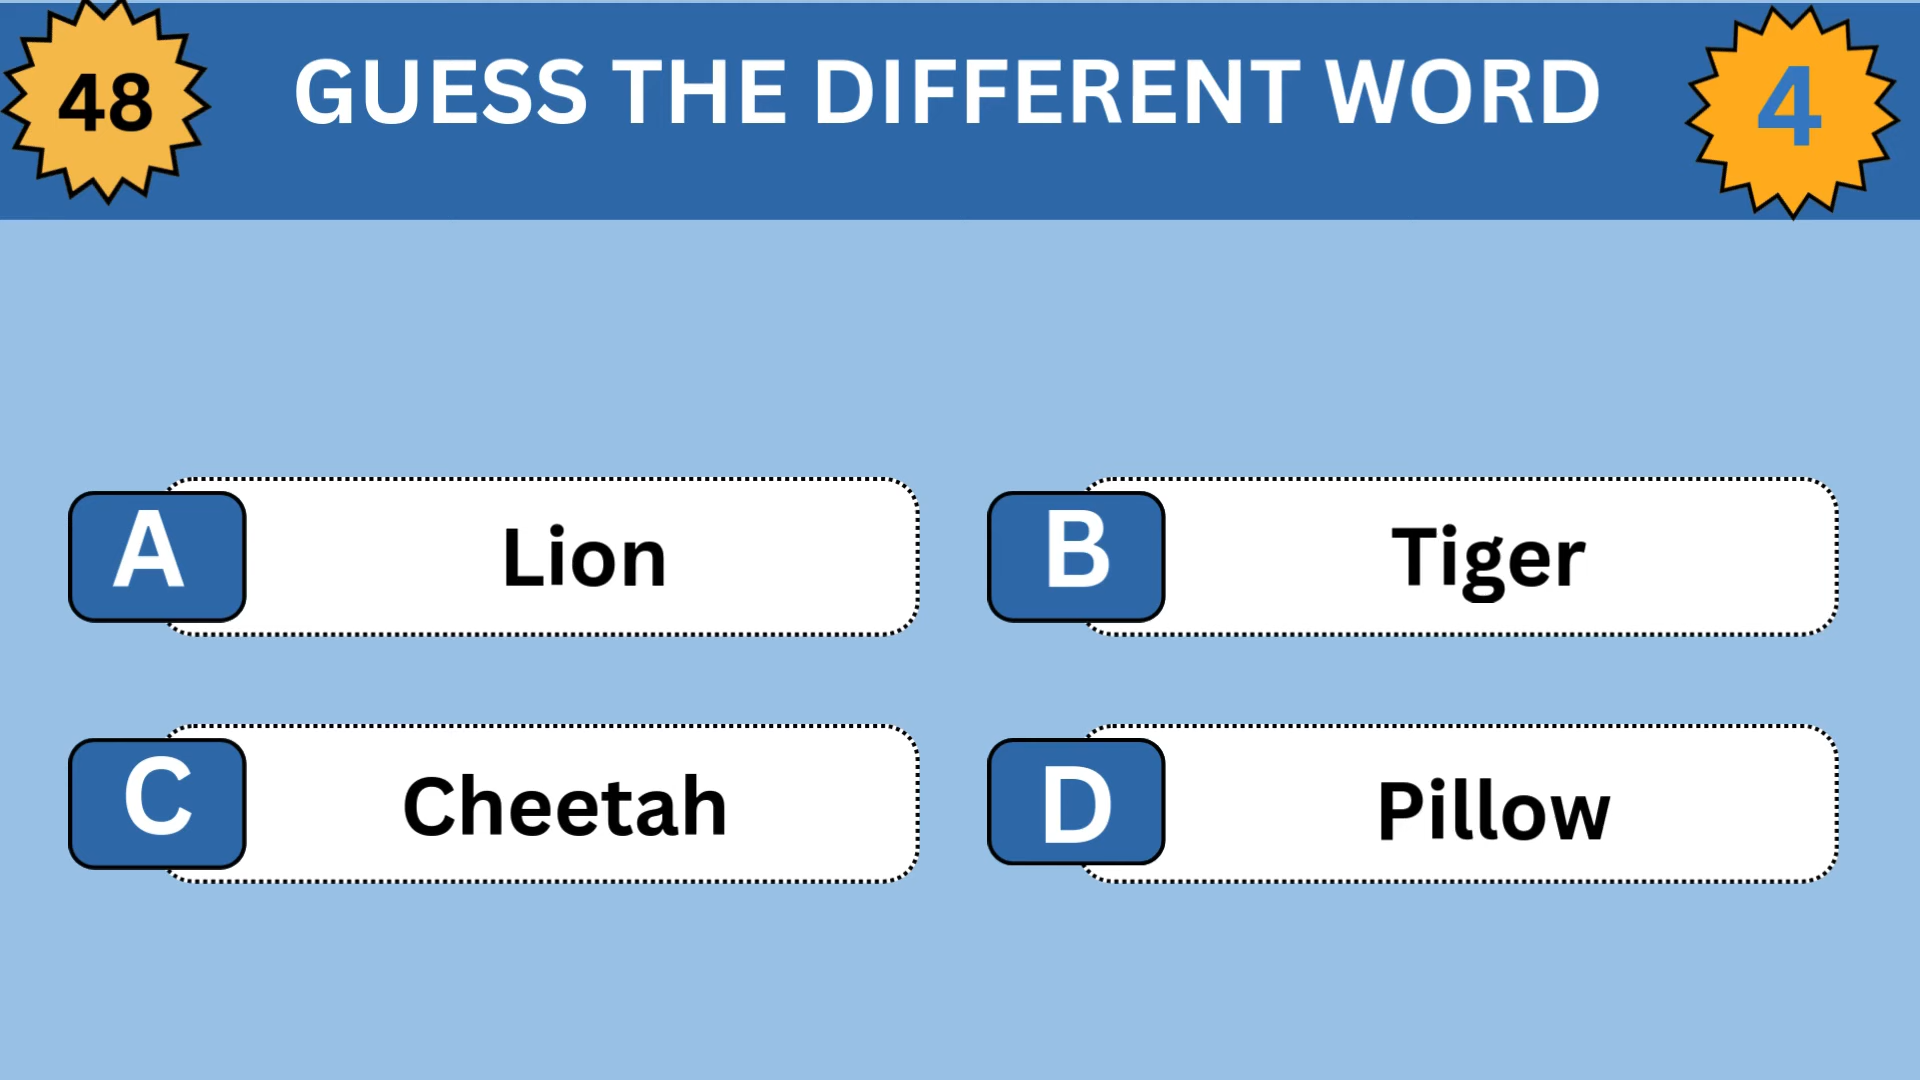 48
GUESS THE DIFFERENT WORD
4
A
Lion
B
Tiger
C
Cheetah
D
Pillow